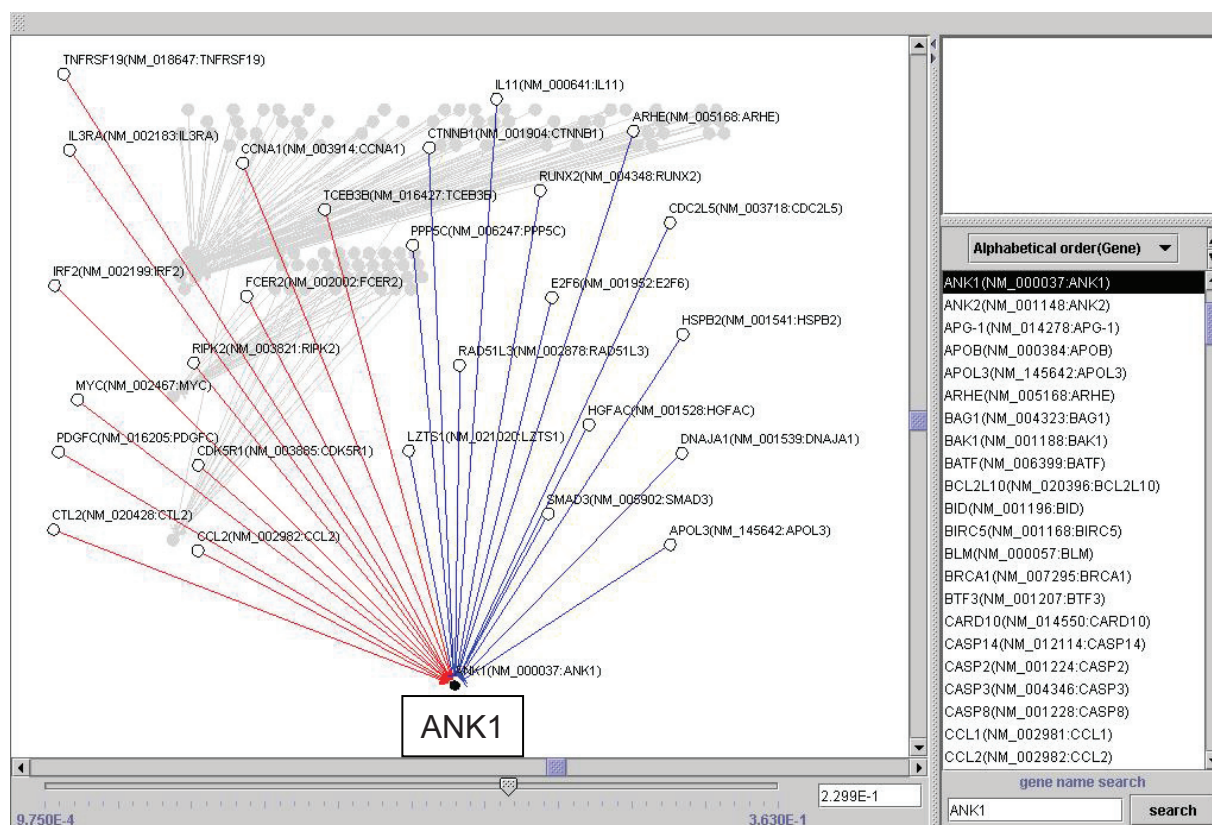 TNFRSF19(NM_018647:TNFRSF19)
IL11(NM_000641:IL11)
ARHE(NM_005168:ARHE)
IL3RA(NM_002183:IL3RA)
CTNNB1(NM_001904:CTNNB1)
CCNA1(NM_003914:CCNA1)
RUNX2(NM_004348:RUNX2)
TCEB3B(NM_016427:TCEB3B)
CDC2L5(NM_003718:CDC2L5)
PPP5C(NM_006247:PPP5C)
IRF2(NM_002199:IRF2)
FCER2(NM_002002:FCER2)
E2F6(NM_001952:E2F6)
HSPB2(NM_001541:HSPB2)
RIPK2(NM_003821:RIPK2)
RAD51L3(NM_002878:RAD51L3)
MYC(NM_002467:MYC)
HGFAC(NM_001528:HGFAC)
PDGFC(NM_016205:PDGFC)
CDK5R1(NM_003885:CDK5R1)
LZTS1(NM_021020:LZTS1)
DNAJA1(NM_001539:DNAJA1)
SMAD3(NM_005902:SMAD3)
CTL2(NM_020428:CTL2)
CCL2(NM_002982:CCL2)
APOL3(NM_145642:APOL3)
ANK1(NM_000037:ANK1)
ANK1
2.299E-1
9.750E-4
3.630E-1
Alphabetical order(Gene)
ANK1(NM_000037:ANK1)
ANK2(NM_001148:ANK2)
APG-1(NM_014278:APG-1)
APOB(NM_000384:APOB)
APOL3(NM_145642:APOL3)
ARHE(NM_005168:ARHE)
BAG1(NM_004323:BAG1)
BAK1(NM_001188:BAK1)
BATF(NM_006399:BATF)
BCL2L10(NM_020396:BCL2L10)
BID(NM_001196:BID)
BIRC5(NM_001168:BIRC5)
BLM(NM_000057:BLM)
BRCA1(NM_007295:BRCA1)
BTF3(NM_001207:BTF3)
CARD10(NM_014550:CARD10)
CASP14(NM_012114:CASP14)
CASP2(NM_001224:CASP2)
CASP3(NM_004346:CASP3)
CASP8(NM_001228:CASP8)
CCL1(NM_002981:CCL1)
CCL2(NM_002982:CCL2)
gene name search
ANK1
search